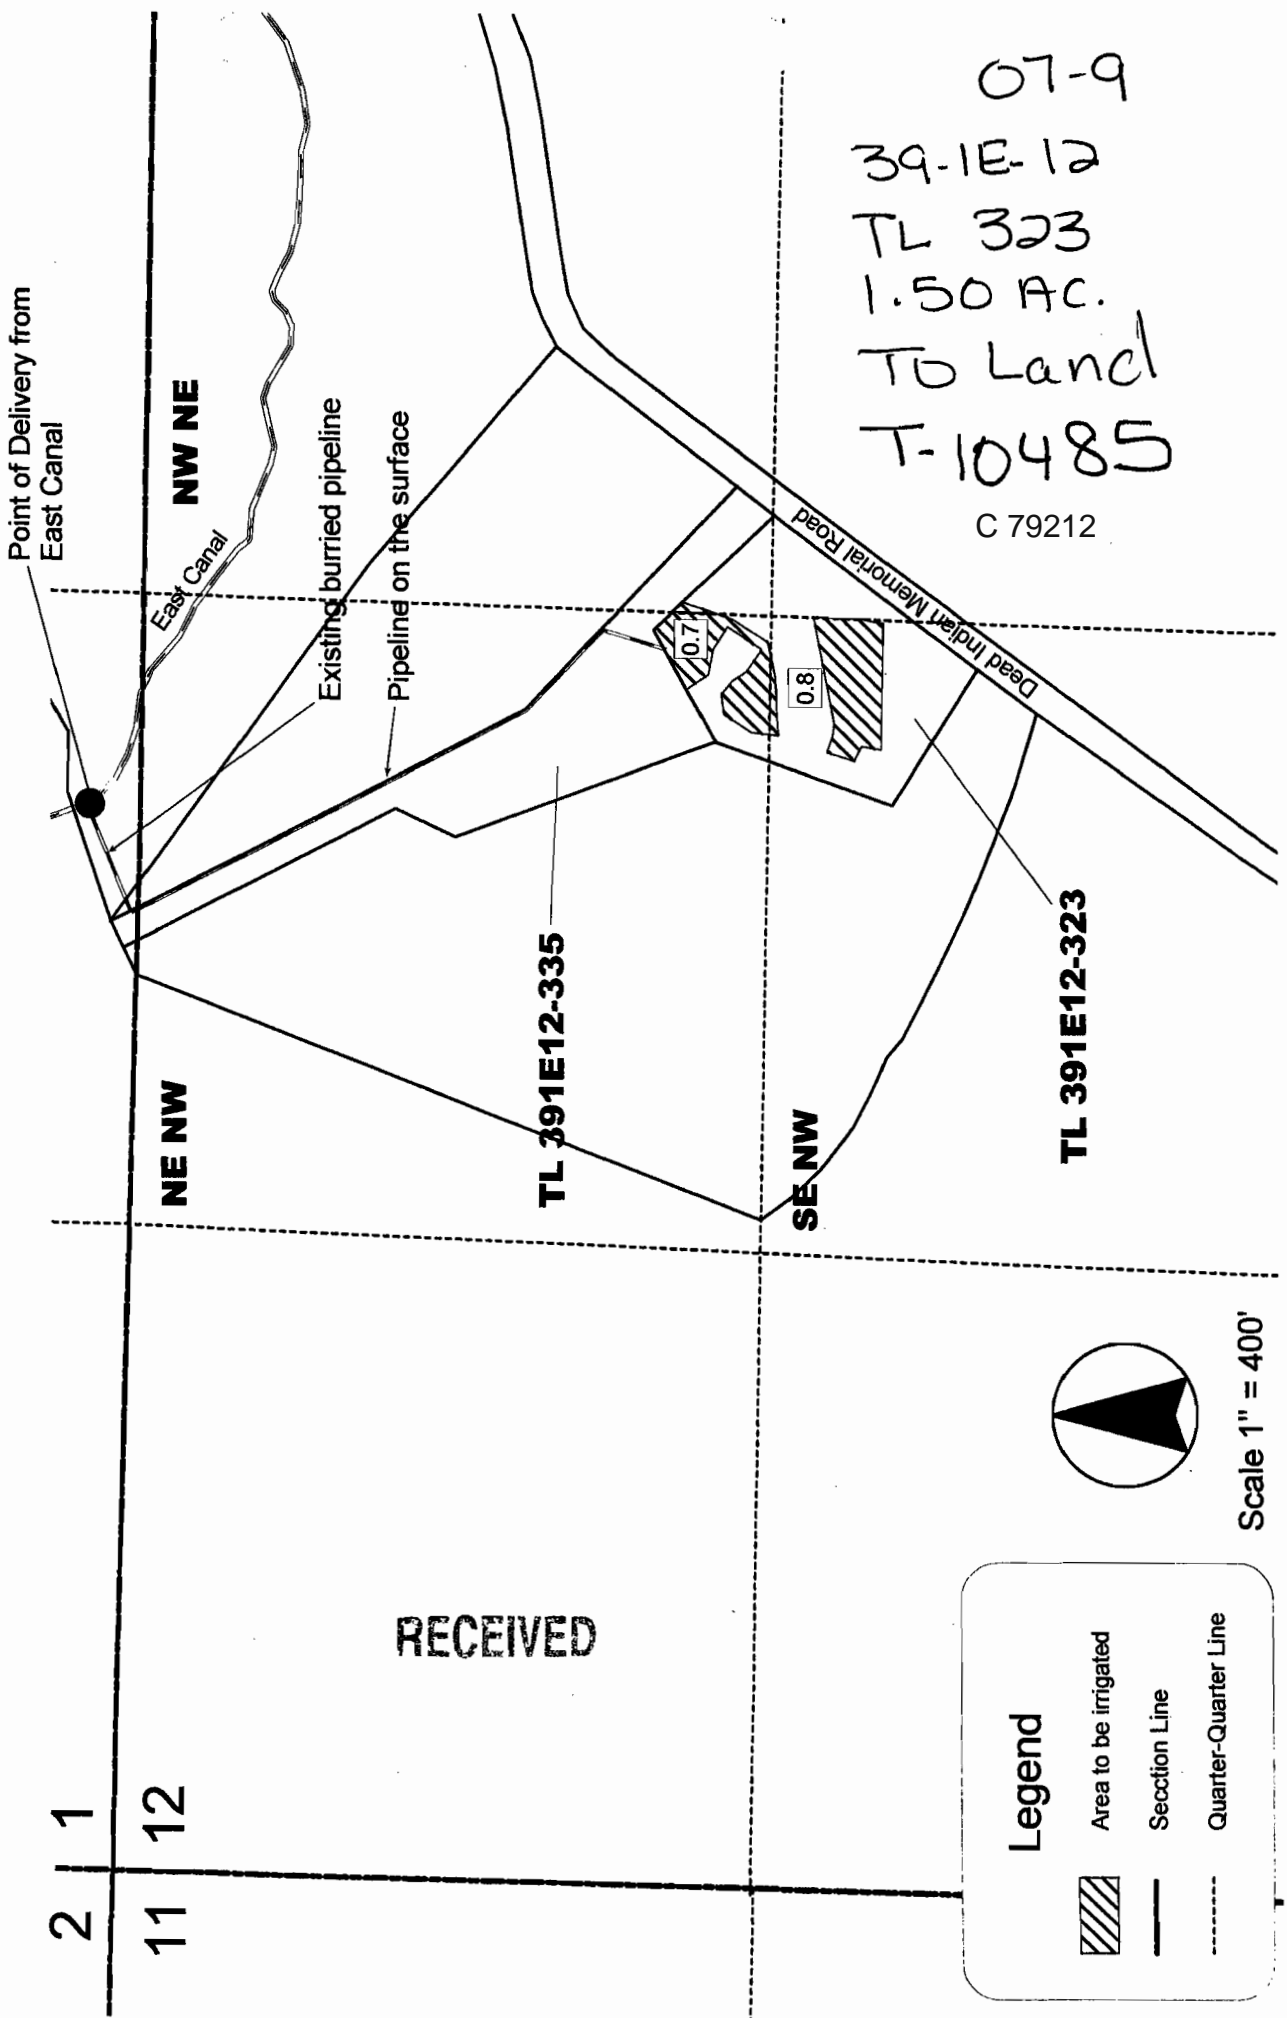 Point of Delivery from
East Canal
NW NE
East Canal
Existing burried pipeline
Pipeline on the surface
07-9
39-1E-12
TL 323
1.50 AC.
TO Land
T-10485
C 79212
Dead Indian Memorial Road
0.7
0.8
NE NW
TL 391E12-335
SE NW
TL 391E12-323
2 1
11 12
RECEIVED
Scale 1" = 400'
Legend
Area to be irrigated
Secction Line
Quarter-Quarter Line